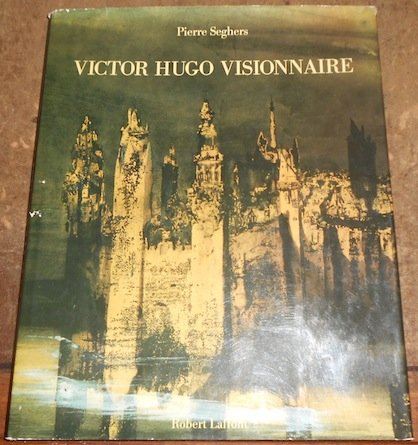 Pierre Seghers
VICTOR HUGO VISIONNAIRE
Robert Laffont